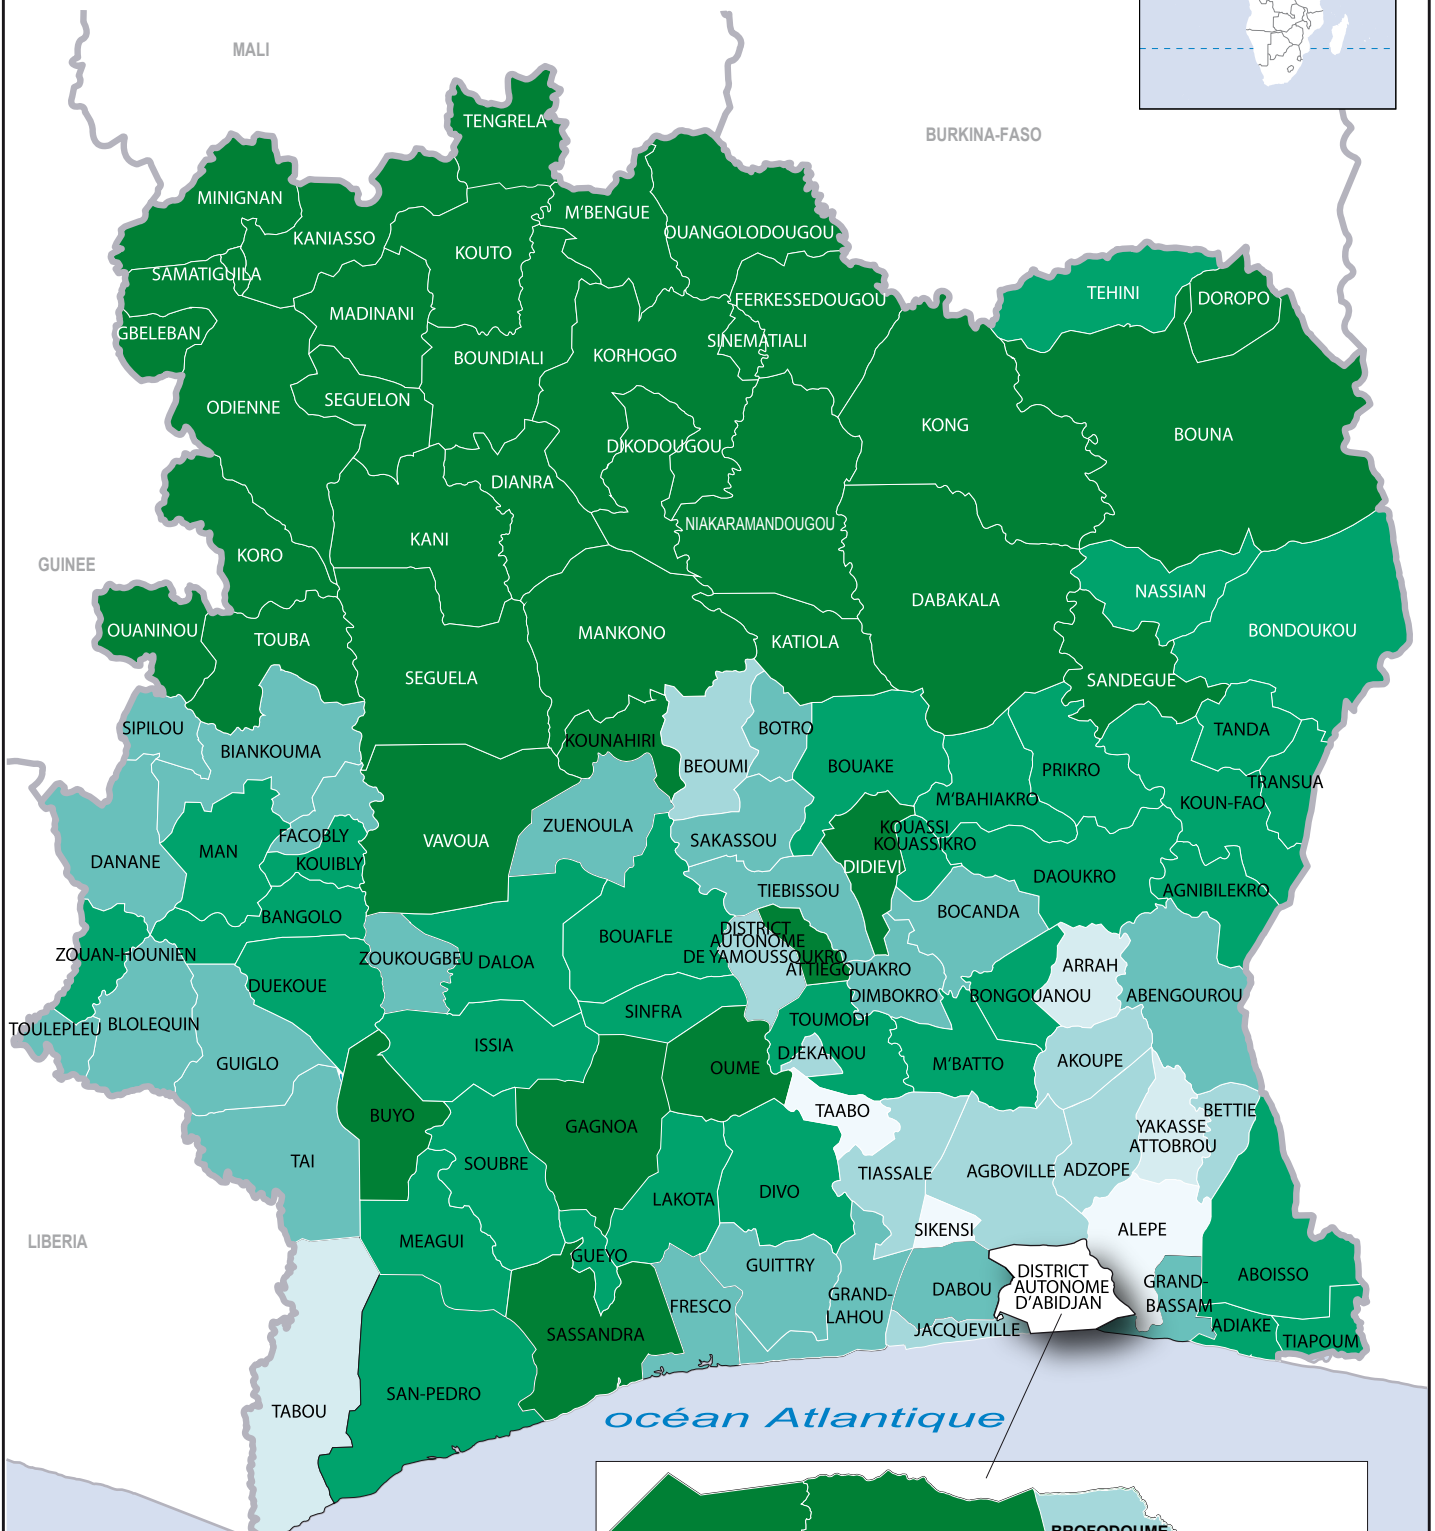 MALI
TENGRELA
BURKINA-FASO
MINIGNAN
M'BENGUE
KANIASSO
OUANGOLODOUGOU
KOUTO
SAMATIGUILA
TEHINI
DOROPO
FERKESSEDOUGOU
MADINANI
GBELEBAN
SINEMATIALI
BOUNDIALI
KORHOGO
SEGUELON
ODIENNE
KONG
BOUNA
DIKODOUGOU
DIANRA
NIAKARAMANDOUGOU
KANI
KORO
GUINEE
NASSIAN
DABAKALA
OUANINOU
BONDOUKOU
MANKONO
TOUBA
KATIOLA
SEGUELA
SANDEGUE
SIPILOU
BOTRO
TANDA
KOUNAHIRI
BIANKOUMA
BEOUMI
BOUAKE
PRIKRO
TRANSUA
M'BAHIAKRO
KOUN-FAO
ZUENOULA
KOUASSI
KOUASSIKRO
FACOBLY
VAVOUA
SAKASSOU
MAN
DANANE
KOUIBLY
DIDIEVI
DAOUKRO
TIEBISSOU
AGNIBILEKRO
BOCANDA
BANGOLO
DISTRICT
AUTONOME
DE YAMOUSSOUKRO
BOUAFLE
ZOUAN-HOUNIEN
ZOUKOUGBEU
DALOA
ATTIEGOUAKRO
ARRAH
DUEKOUE
DIMBOKRO
BONGOUANOU
ABENGOUROU
SINFRA
TOUMODI
TOULEPLEU
BLOLEQUIN
ISSIA
DJEKANOU
GUIGLO
OUME
M'BATTO
AKOUPE
BUYO
TAABO
BETTIE
GAGNOA
YAKASSE
ATTOBROU
TAI
SOUBRE
TIASSALE
AGBOVILLE
ADZOPE
LAKOTA
DIVO
SIKENSI
ALEPE
LIBERIA
MEAGUI
GUEYO
GUITTRY
DISTRICT
AUTONOME
D'ABIDJAN
ABOISSO
GRAND-
BASSAM
DABOU
GRAND-
LAHOU
FRESCO
JACQUEVILLE
ADIAKE
TIAPOUM
SASSANDRA
SAN-PEDRO
TABOU
océan Atlantique
BROFODOUME